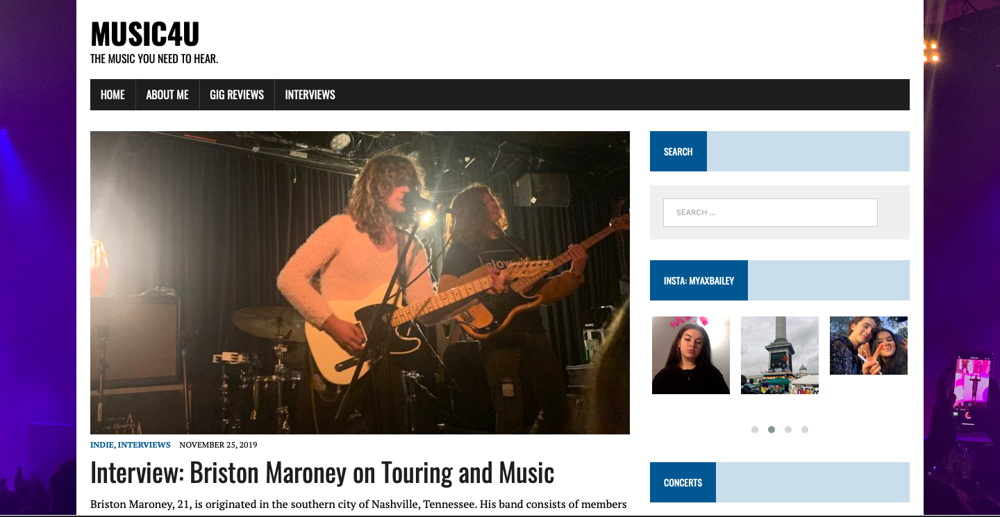 MUSIC4U
THE MUSIC YOU NEED TO HEAR.
HOME
ABOUT ME
GIG REVIEWS
INTERVIEWS
slow
SEARCH
SEARCH ...
INSTA: MYAXBAILEY
INDIE, INTERVIEWS NOVEMBER 25, 2019
Interview: Briston Maroney on Touring and Music
Briston Maroney, 21, is originated in the southern city of Nashville, Tennessee. His band consists of members
CONCERTS